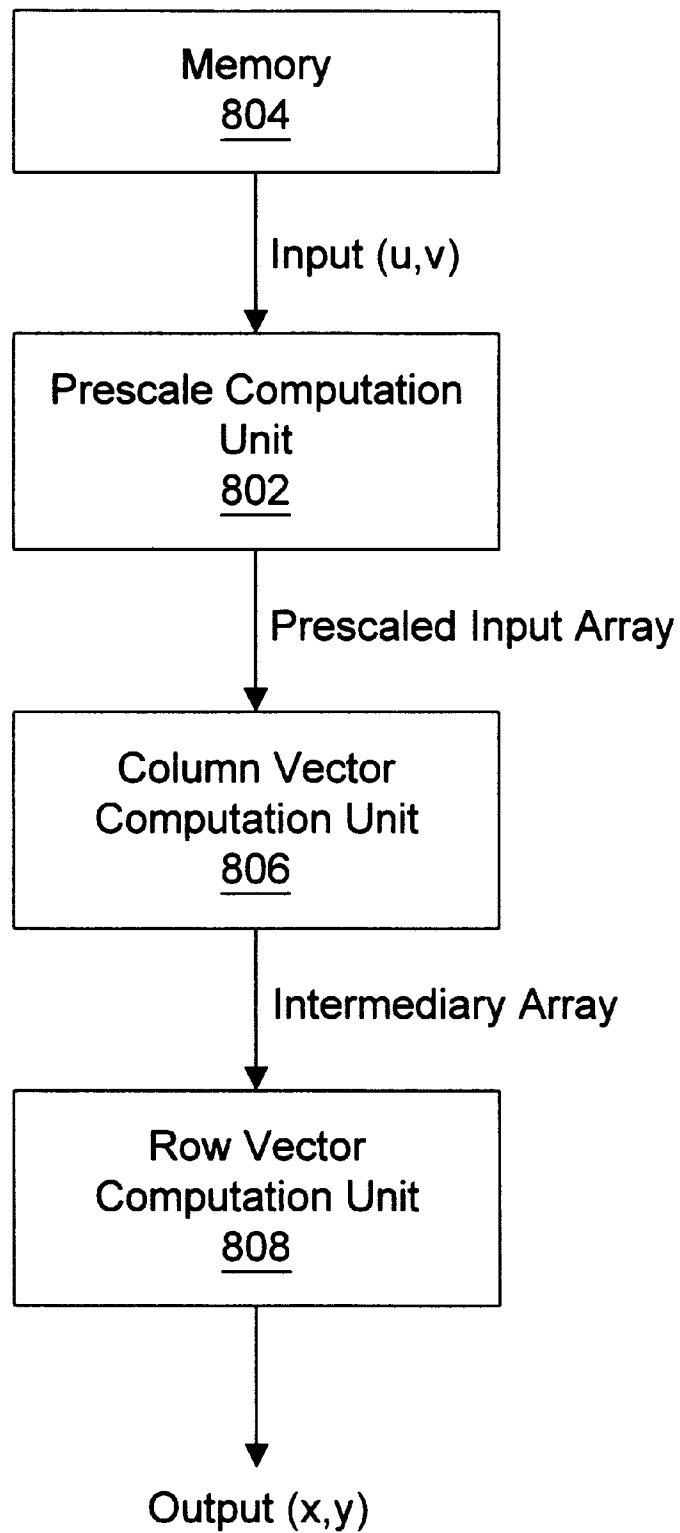 Memory
804
Input (u,v)
Prescale Computation
Unit
802
Prescaled Input Array
Column Vector
Computation Unit
806
Intermediary Array
Row Vector
Computation Unit
808
Output (x,y)